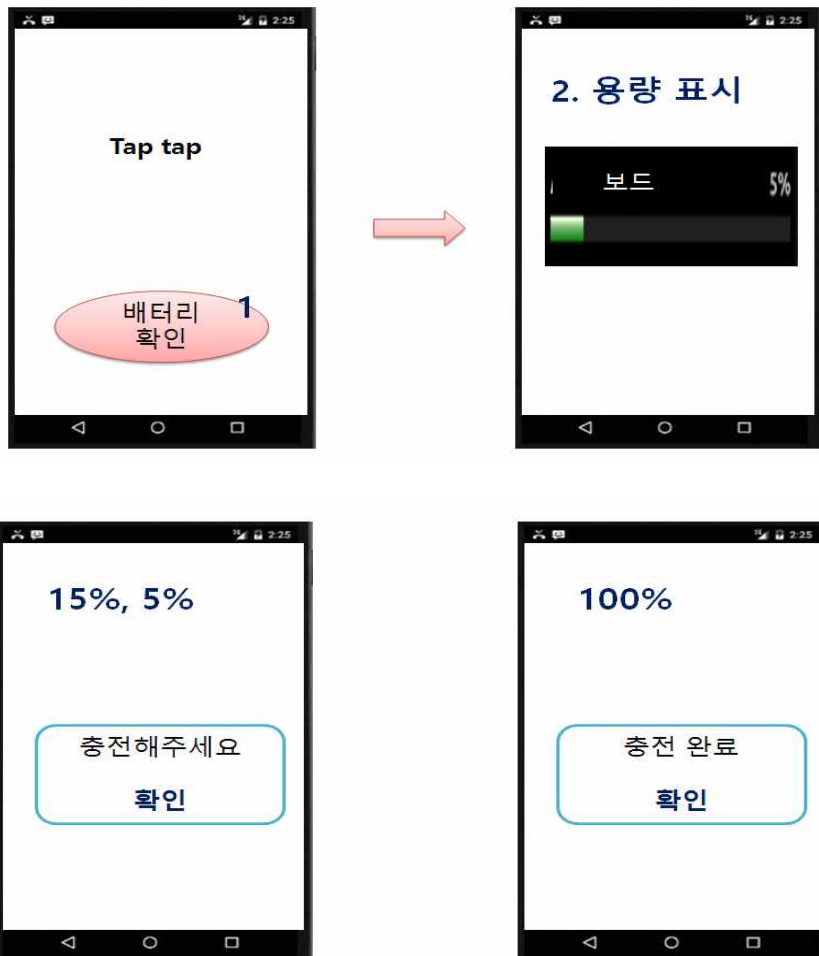 2:25
Tap tap
배터리 1
확인
2:25
2. 용량 표시
보드 5%
2:25
15%, 5%
충전해주세요
확인
2:25
100%
충전 완료
확인